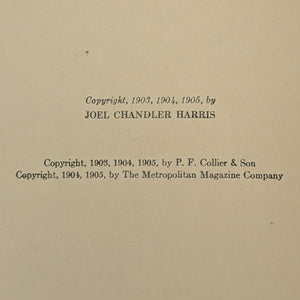 Copyright, 1903, 1904, 1905, by
JOEL CHANDLER HARRIS
Copyright, 1903, 1904, 1905, by P. F. Collier & Son
Copyright, 1904, 1905, by The Metropolitan Magazine Company